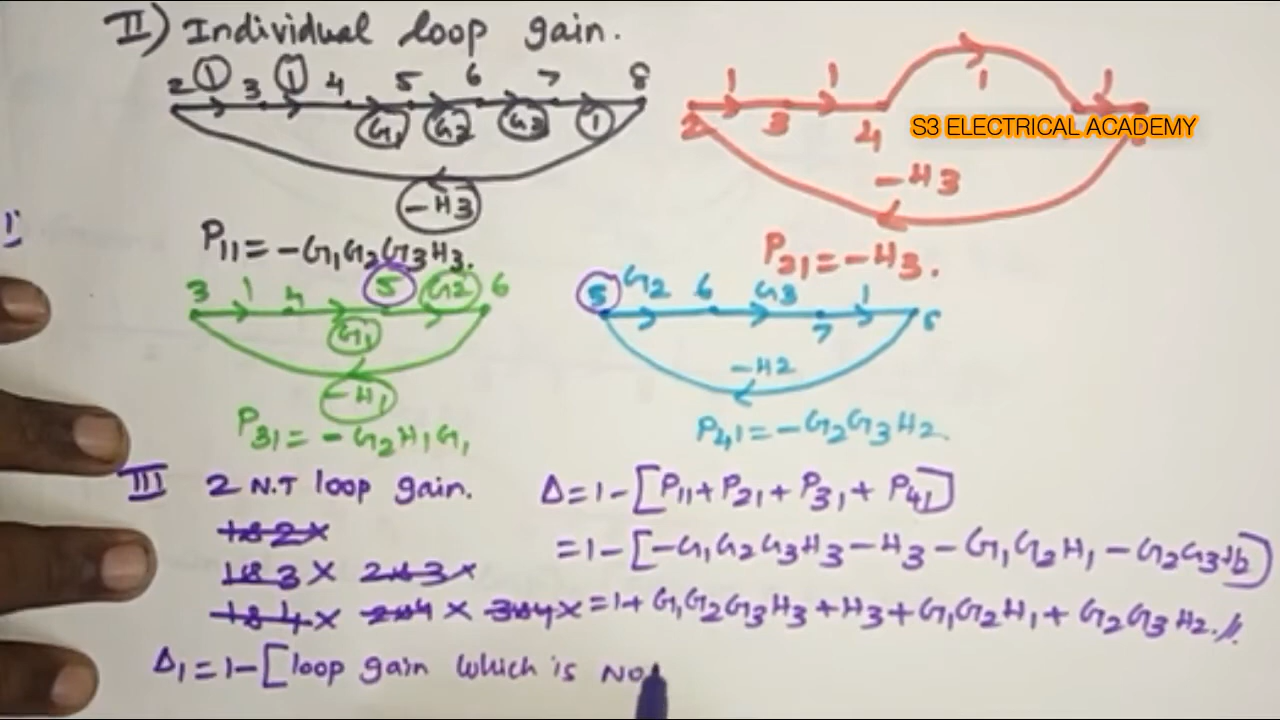 II) Individual loop gain.
2 1 3 1 4 5 6 7 8
G1 G2 G3 1
-H3
P11 = -G1G2G3H3.
1 1 1 1
2 3 4
S3 ELECTRICAL ACADEMY
-H3
P21 = -H3.
I
3 1 4 5 G2 6
G1
-H1
P31 = -G2H1G1
5 G2 6 G3 1 8
7
-H2
P41 = -G2G3H2
III 2 N.T loop gain.
1&2 X
1&3 X 2&3 X
1&4 X 2&4 X 3&4 X
Δ = 1 - [P11 + P21 + P31 + P41]
= 1 - [-G1G2G3H3 - H3 - G1G2H1 - G2G3H2]
= 1 + G1G2G3H3 + H3 + G1G2H1 + G2G3H2.//
Δ1 = 1 - [loop gain which is No